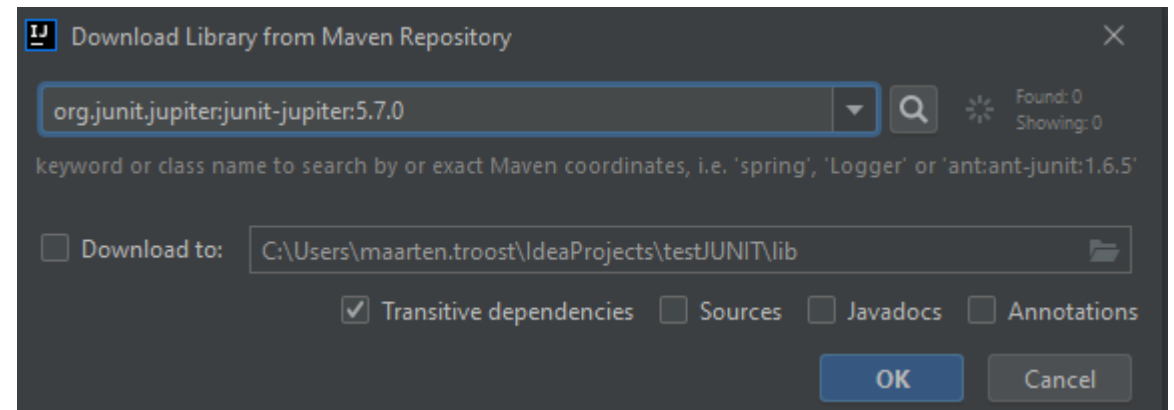 IJ Download Library from Maven Repository
org.junit.jupiter:junit-jupiter:5.7.0
Found: 0
Showing: 0
keyword or class name to search by or exact Maven coordinates, i.e. 'spring', 'Logger' or 'ant:ant-junit:1.6.5'
Download to: C:\Users\maarten.troost\IdeaProjects\testJUNIT\lib
Transitive dependencies Sources Javadocs Annotations
OK Cancel